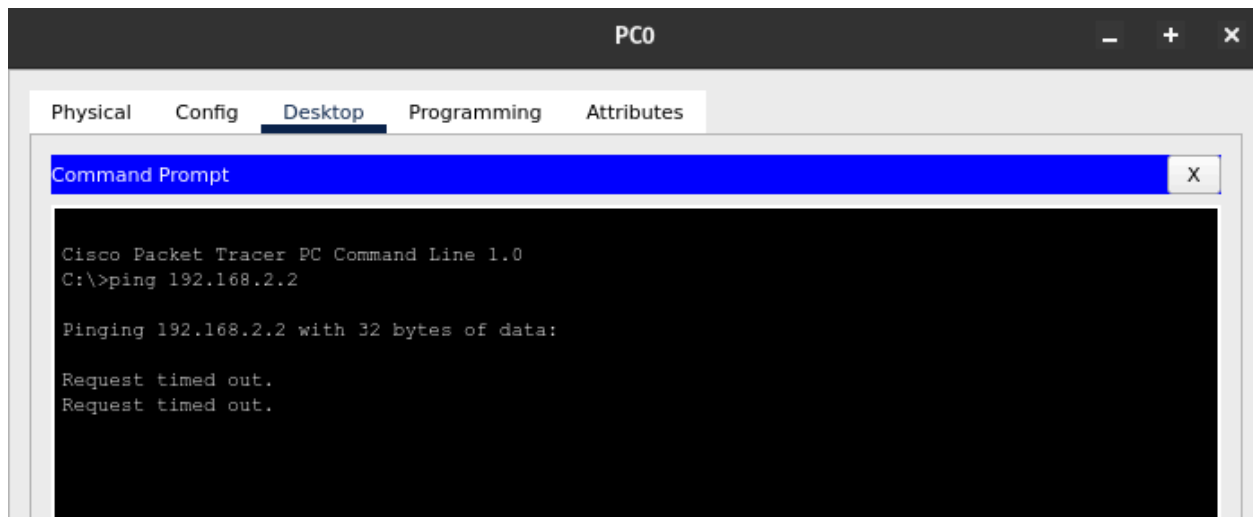 PC0
Physical Config Desktop Programming Attributes
Command Prompt X
Cisco Packet Tracer PC Command Line 1.0
C:\>ping 192.168.2.2
Pinging 192.168.2.2 with 32 bytes of data:
Request timed out.
Request timed out.